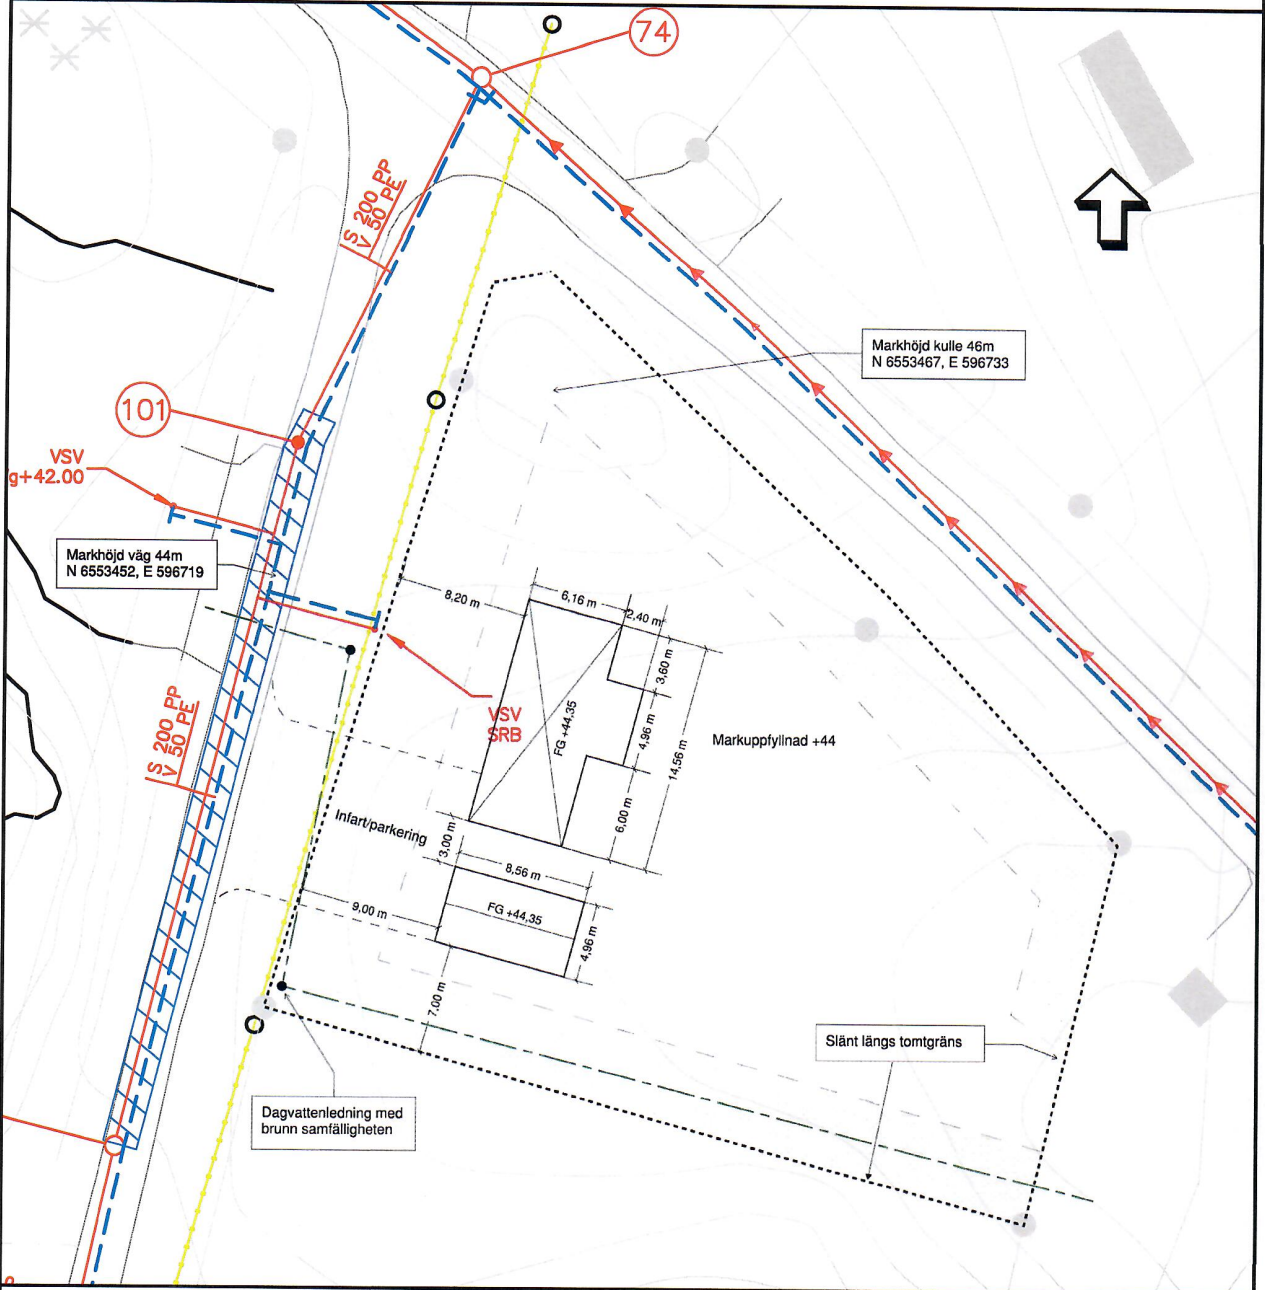 74
S 200 PP
V 50 PE
Markhöjd kulle 46m
N 6553467, E 596733
101
VSV
g+42.00
Markhöjd väg 44m
N 6553452, E 596719
8,20 m
6,16 m
2,40 m
3,60 m
4,96 m
14,56 m
6,00 m
FG +44,35
VSV
SRB
Markuppfyllnad +44
S 200 PP
V 50 PE
Infart/parkering
3,00 m
8,56 m
FG +44,35
4,96 m
9,00 m
7,00 m
Slänt längs tomtgräns
Dagvattenledning med
brunn samfälligheten